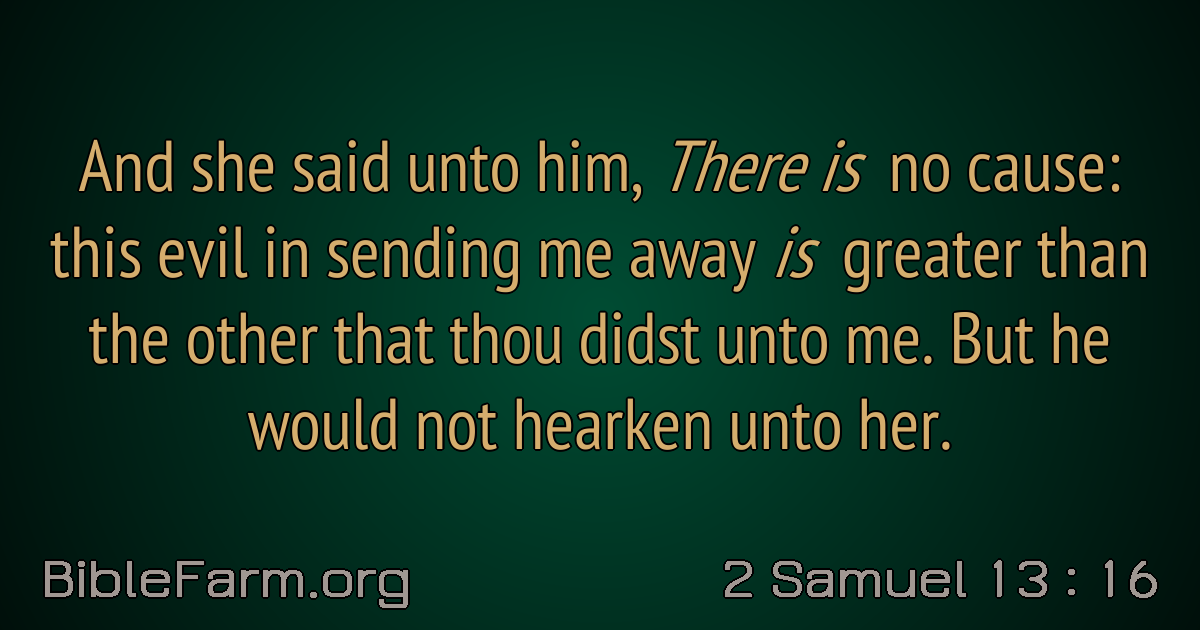 And she said unto him, There is no cause:
this evil in sending me away is greater than
the other that thou didst unto me. But he
would not hearken unto her.
BibleFarm.org
2 Samuel 13 : 16